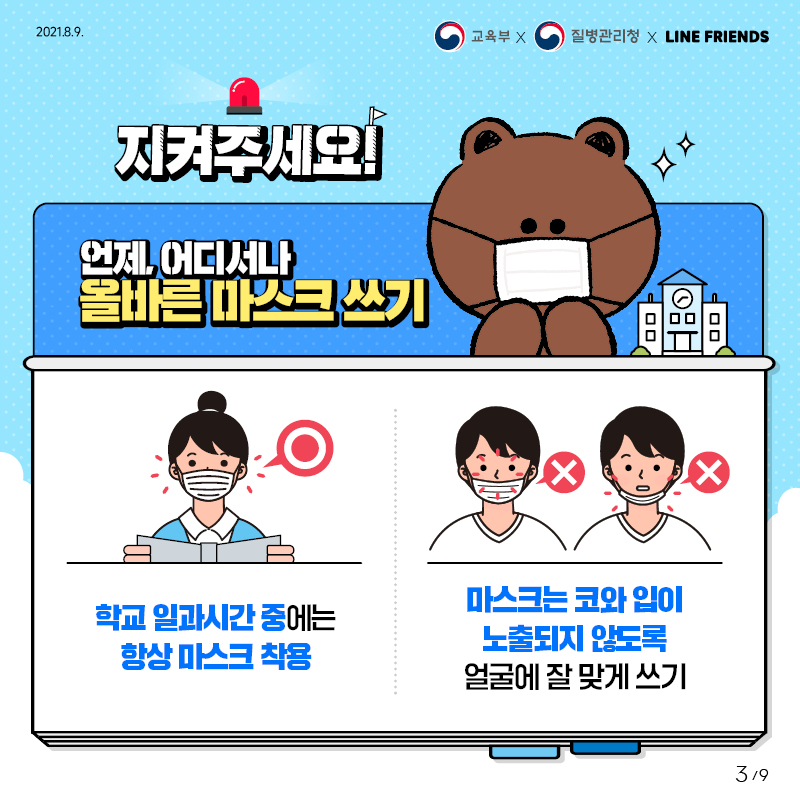 2021.8.9.
교육부 X 질병관리청 X LINE FRIENDS
지켜주세요!
언제, 어디서나
올바른 마스크 쓰기
학교 일과시간 중에는
항상 마스크 착용
마스크는 코와 입이
노출되지 않도록
얼굴에 잘 맞게 쓰기
3 /9